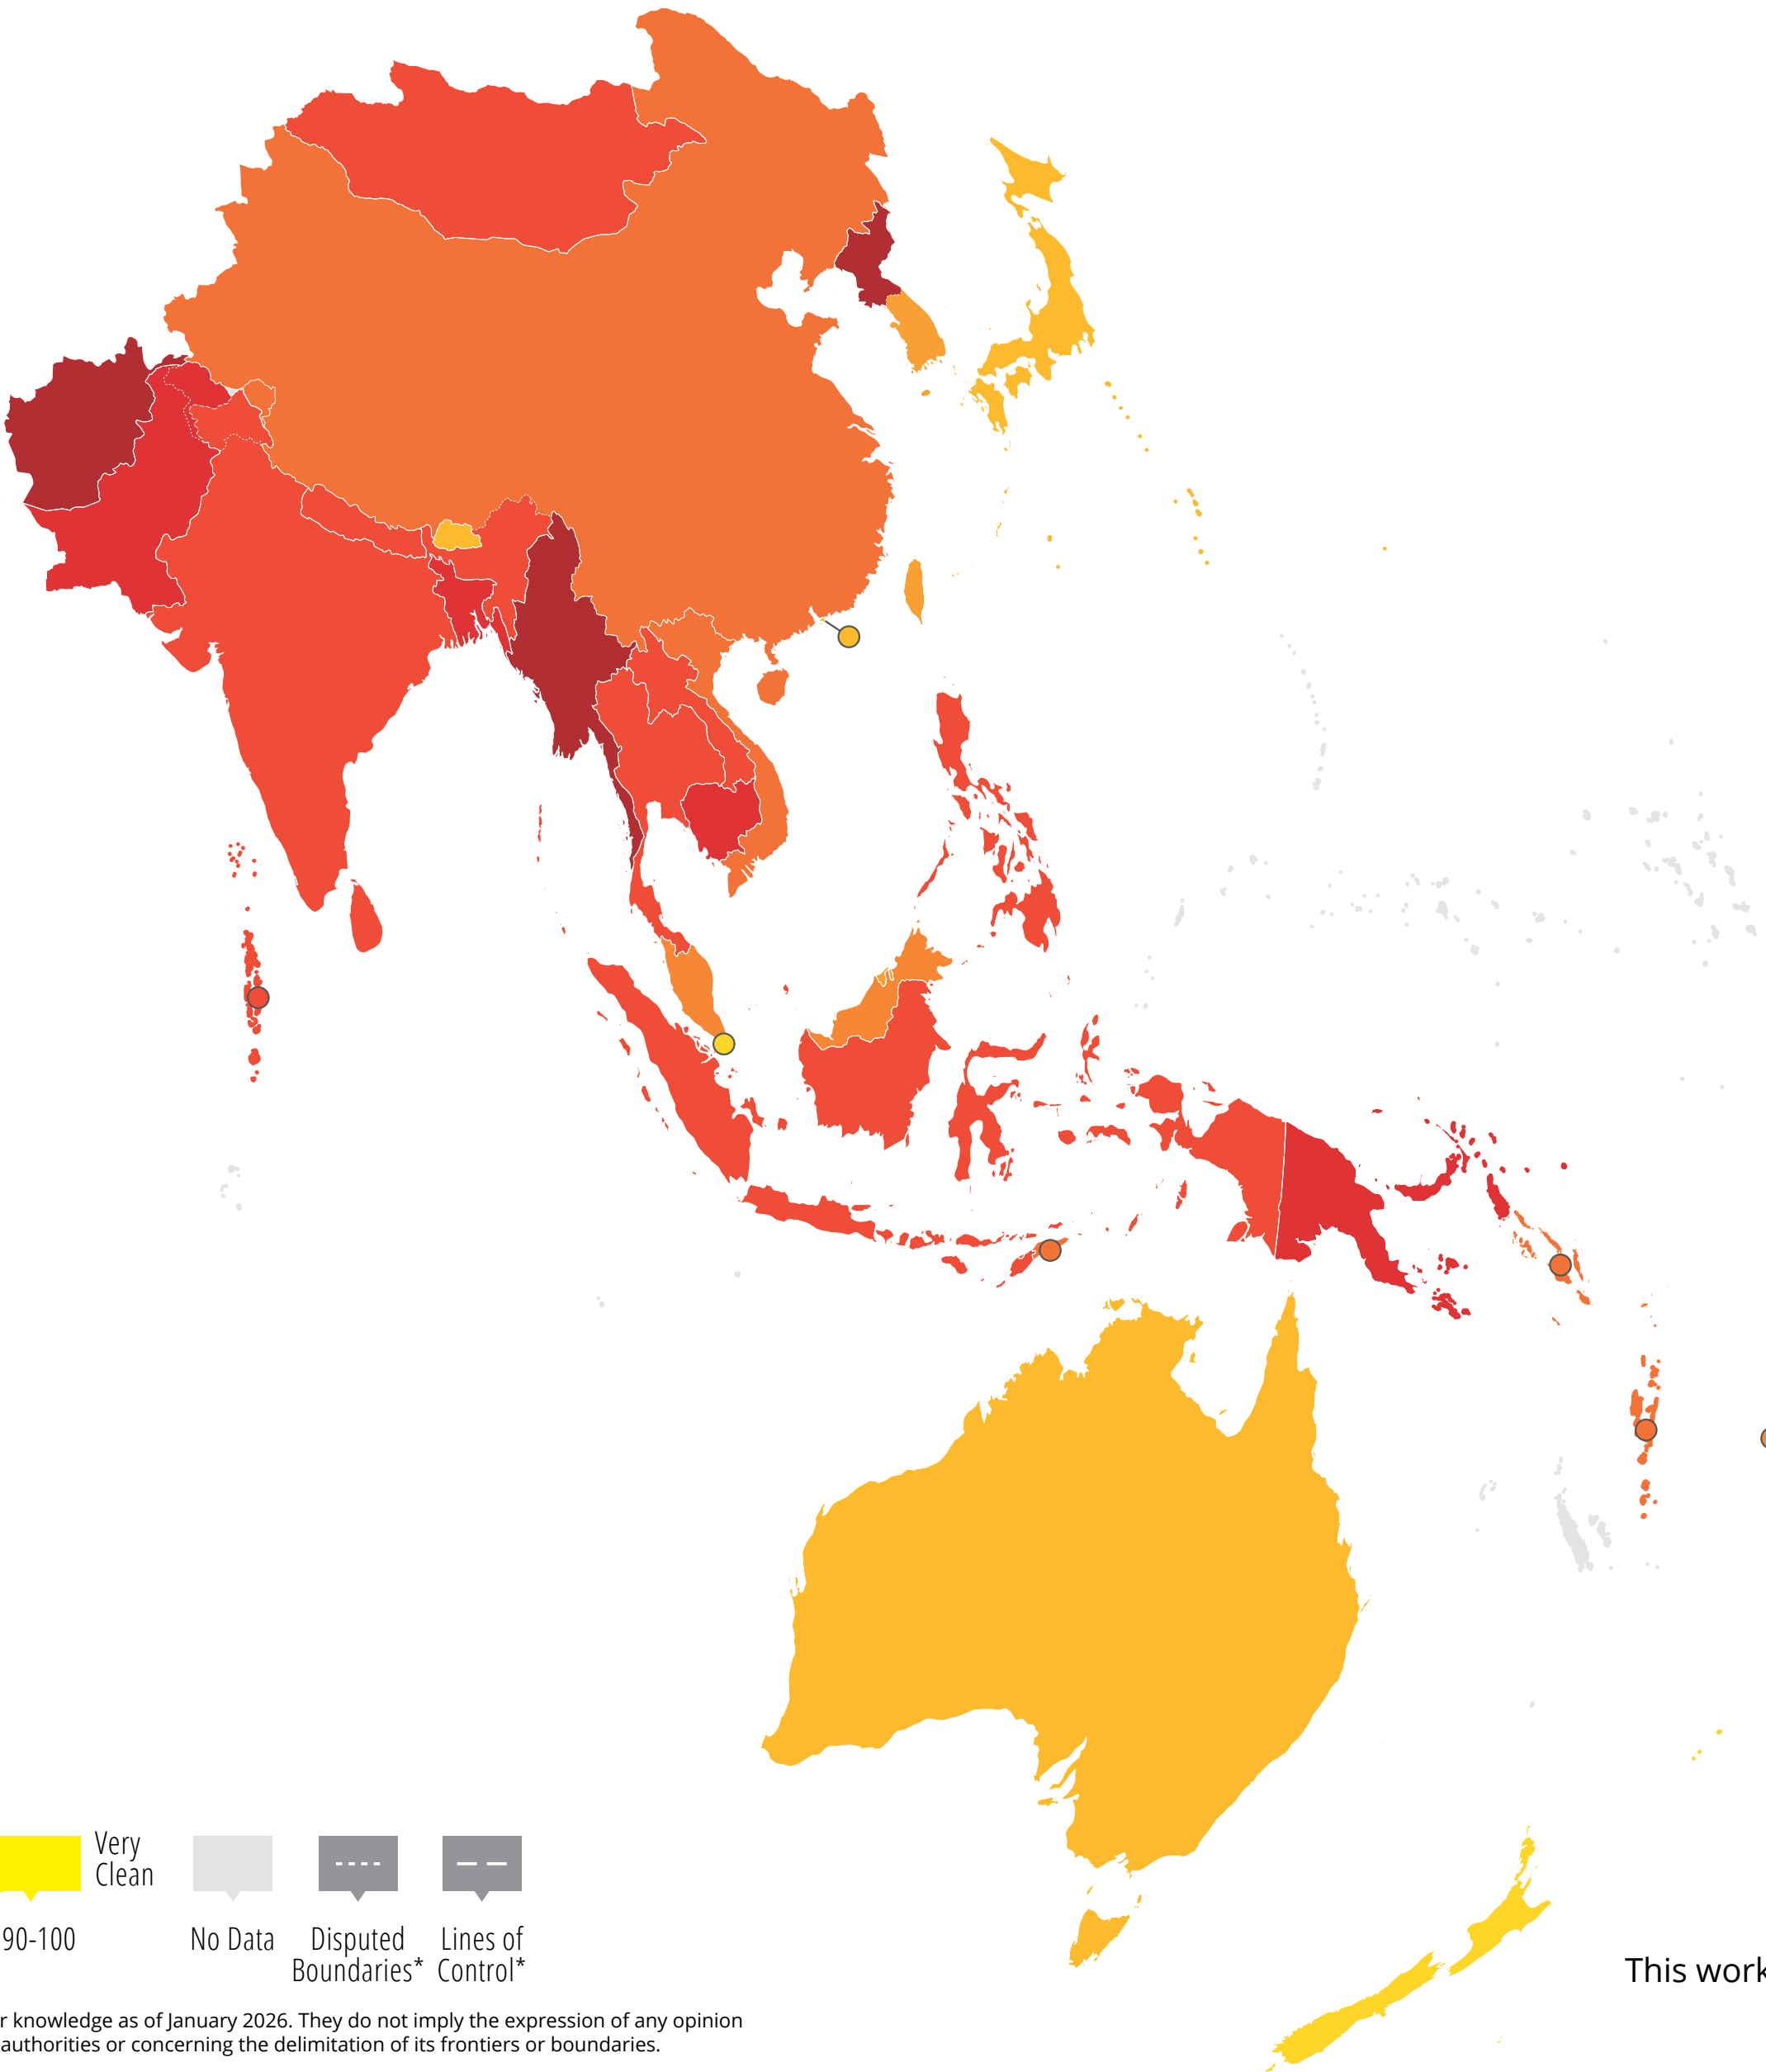 Very
Clean
90-100
No Data
Disputed
Boundaries*
Lines of
Control*
This work
r knowledge as of January 2026. They do not imply the expression of any opinion
authorities or concerning the delimitation of its frontiers or boundaries.